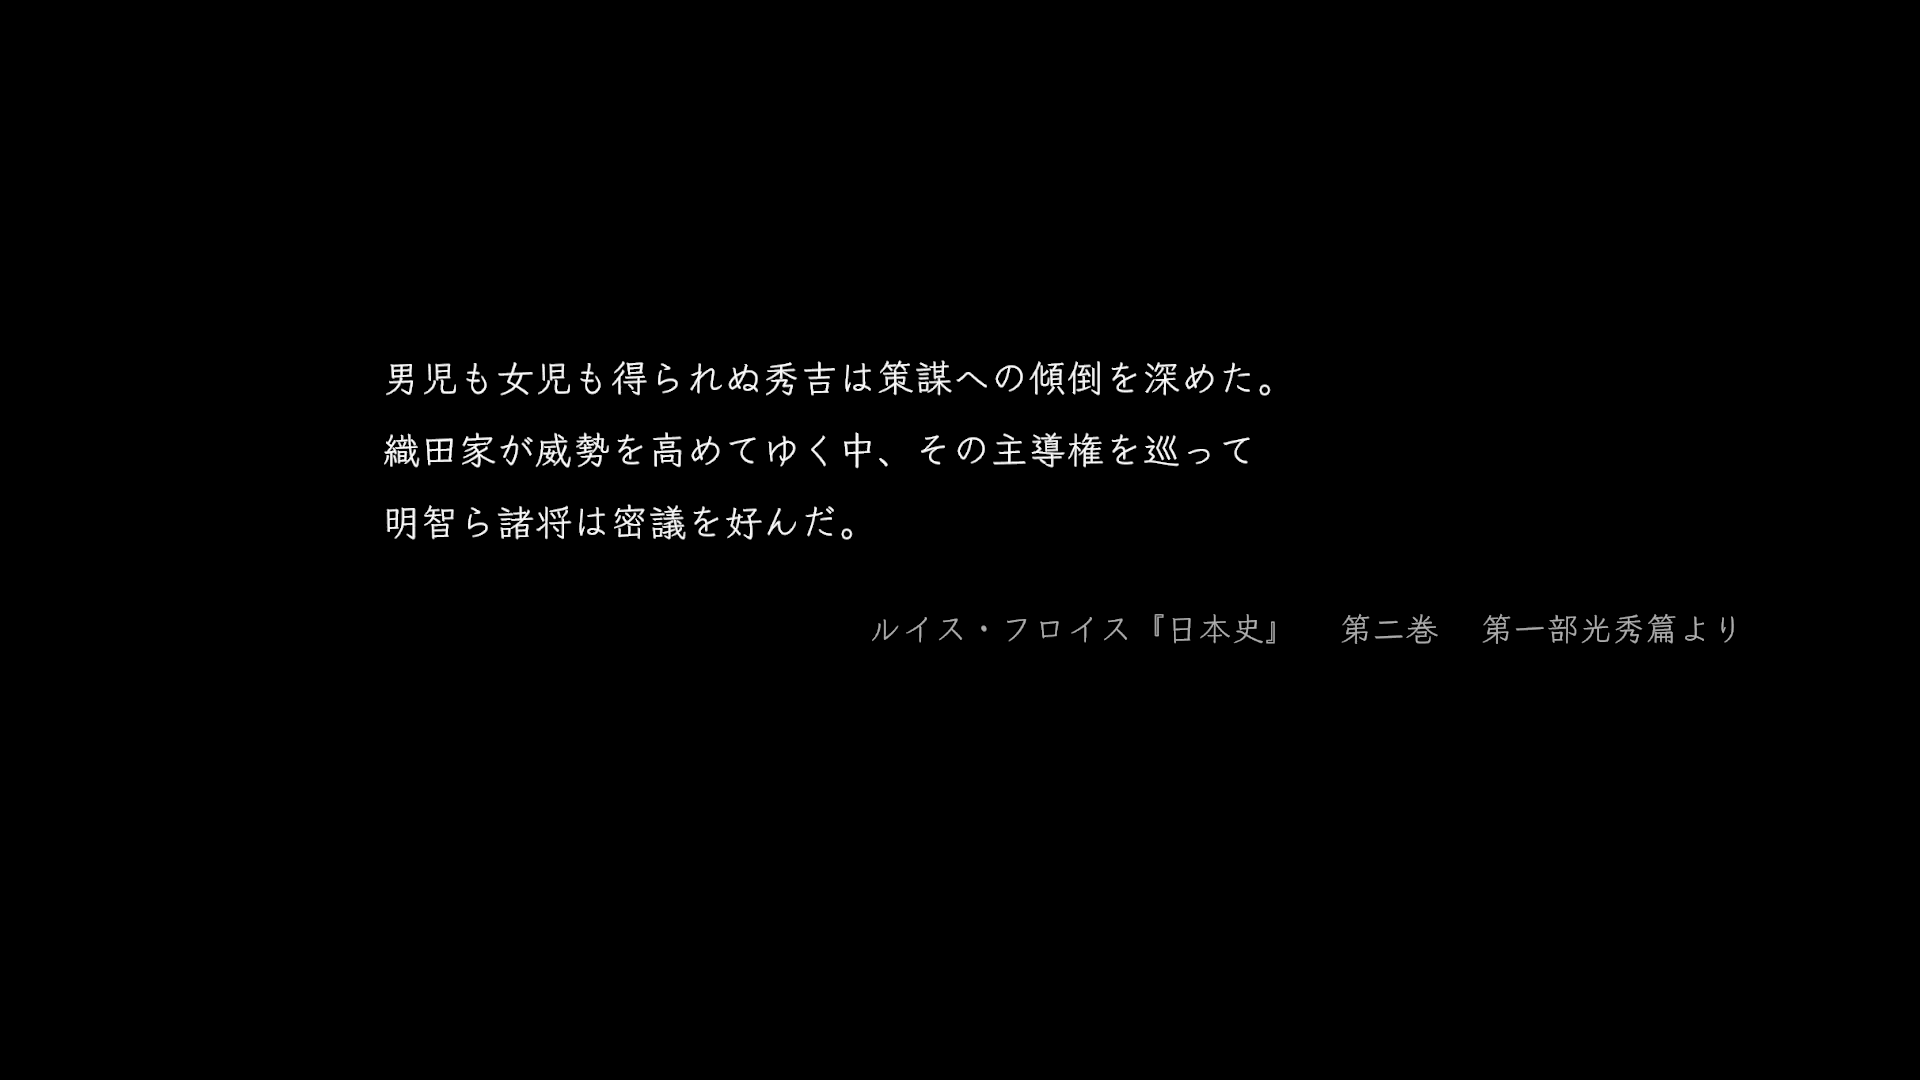 男児も女児も得られぬ秀吉は策謀への傾倒を深めた。
織田家が威勢を高めてゆく中、その主導権を巡って
明智ら諸将は密議を好んだ。
ルイス・フロイス『日本史』　第二巻　第一部光秀篇より